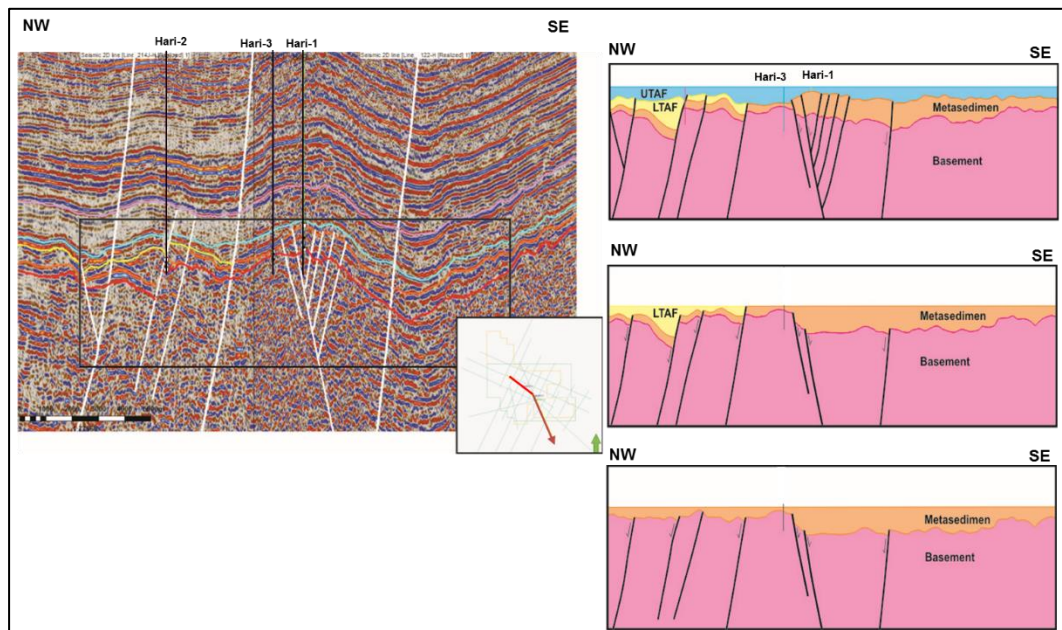 NW
SE
Hari-2
Hari-3
Hari-1
NW
SE
Hari-3
Hari-1
UTAF
LTAF
Metasedimen
Basement
NW
SE
LTAF
Metasedimen
Basement
NW
SE
Metasedimen
Basement